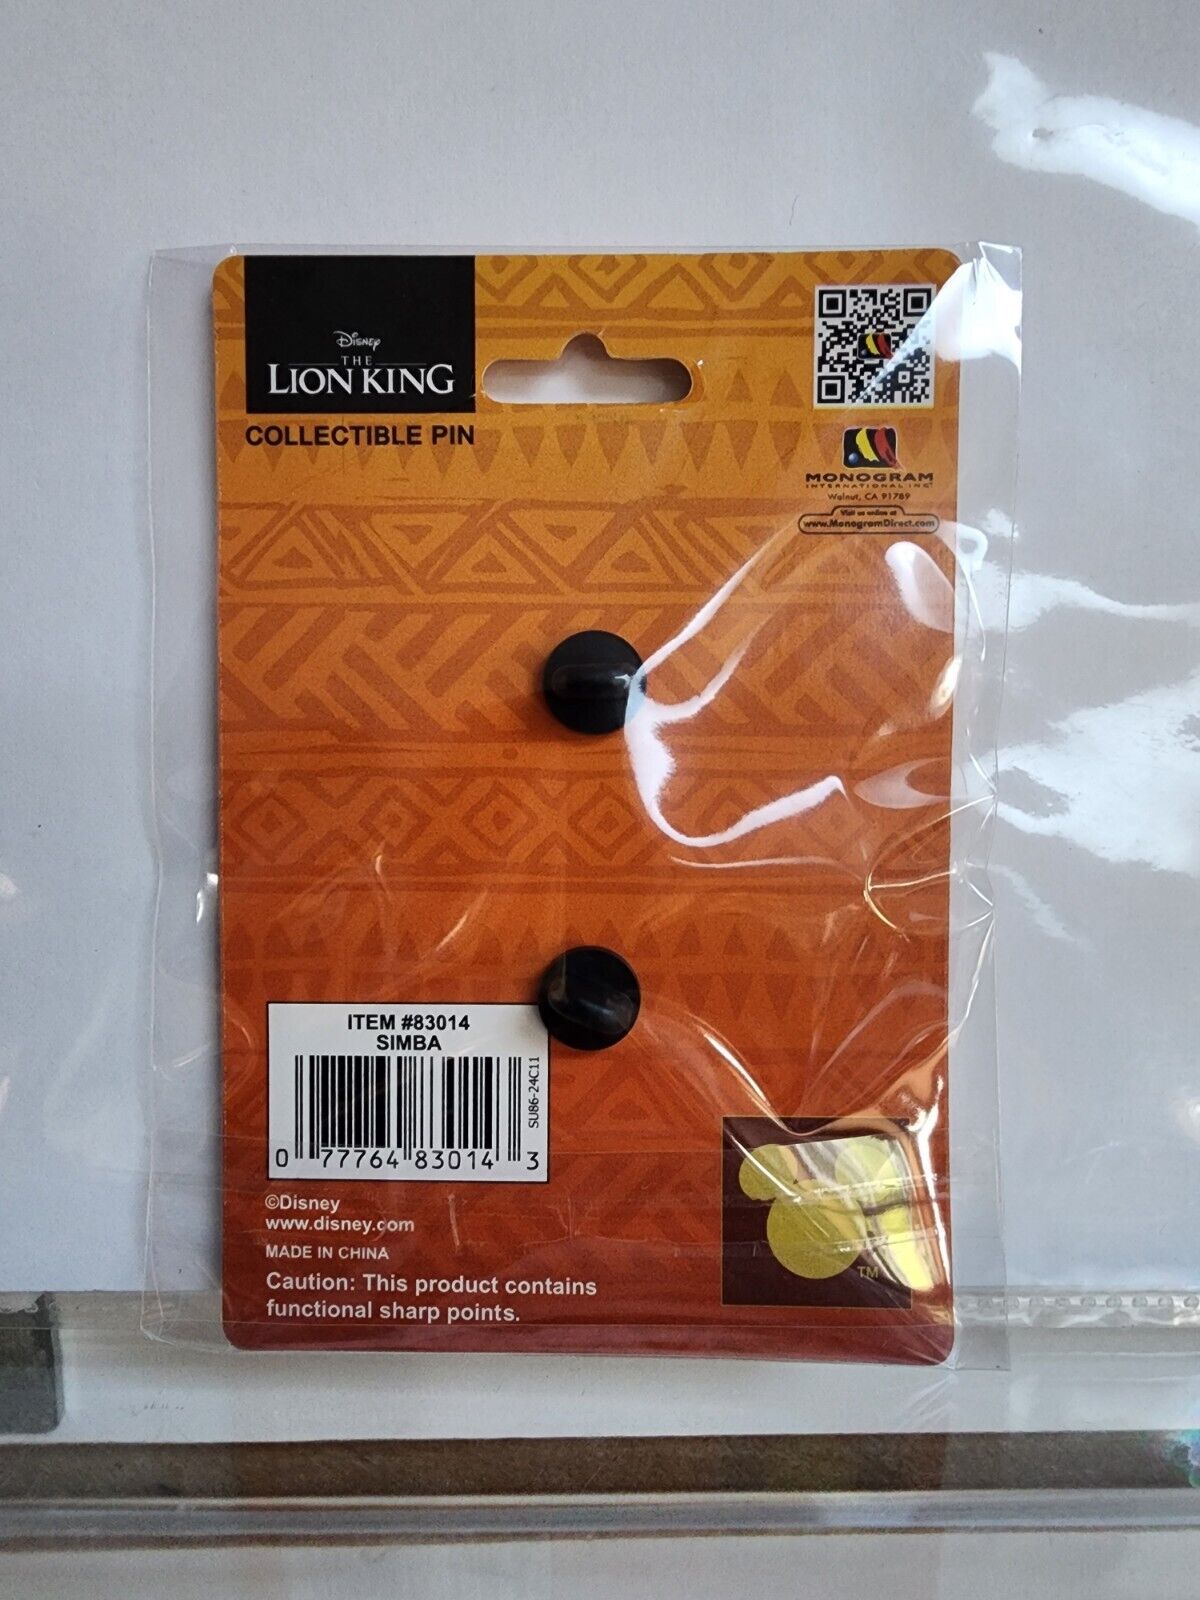 Disney
THE
LION KING
COLLECTIBLE PIN
MONOGRAM
INTERNATIONAL INC
Walnut, CA 91789
Visit us online at
www.MonogramDirect.com
ITEM #83014
SIMBA
SU86-24C11
0 77764 83014 3
©Disney
www.disney.com
MADE IN CHINA
Caution: This product contains
functional sharp points.
TM